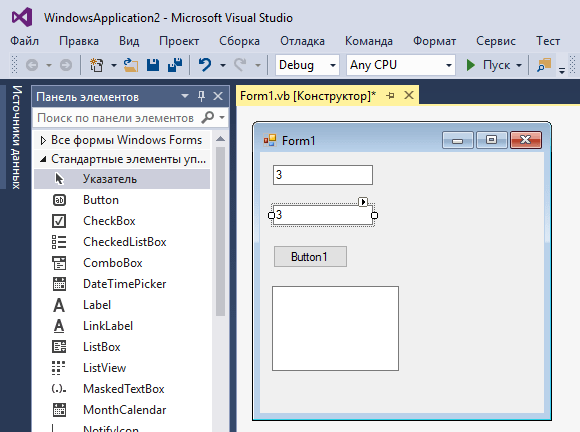 WindowsApplication2 - Microsoft Visual Studio
Файл Правка Вид Проект Сборка Отладка Команда Формат Сервис Тест
Debug Any CPU Пуск
Источники данных
Панель элементов
Form1.vb [Конструктор]*
Поиск по панели элементов
Все формы Windows Forms
Стандартные элементы уп...
Указатель
Button
CheckBox
CheckedListBox
ComboBox
DateTimePicker
Label
LinkLabel
ListBox
ListView
MaskedTextBox
MonthCalendar
NotifyIcon
Form1
3
3
Button1